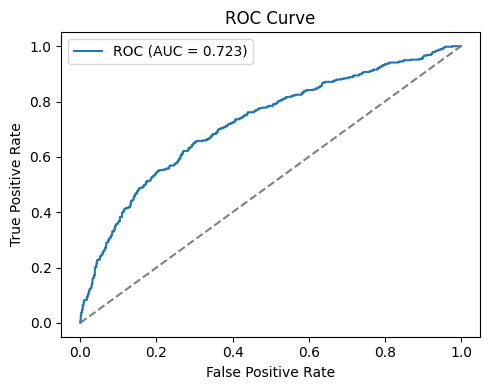 ROC Curve
ROC (AUC = 0.723)
True Positive Rate
1.0
0.8
0.6
0.4
0.2
0.0
0.0 0.2 0.4 0.6 0.8 1.0
False Positive Rate